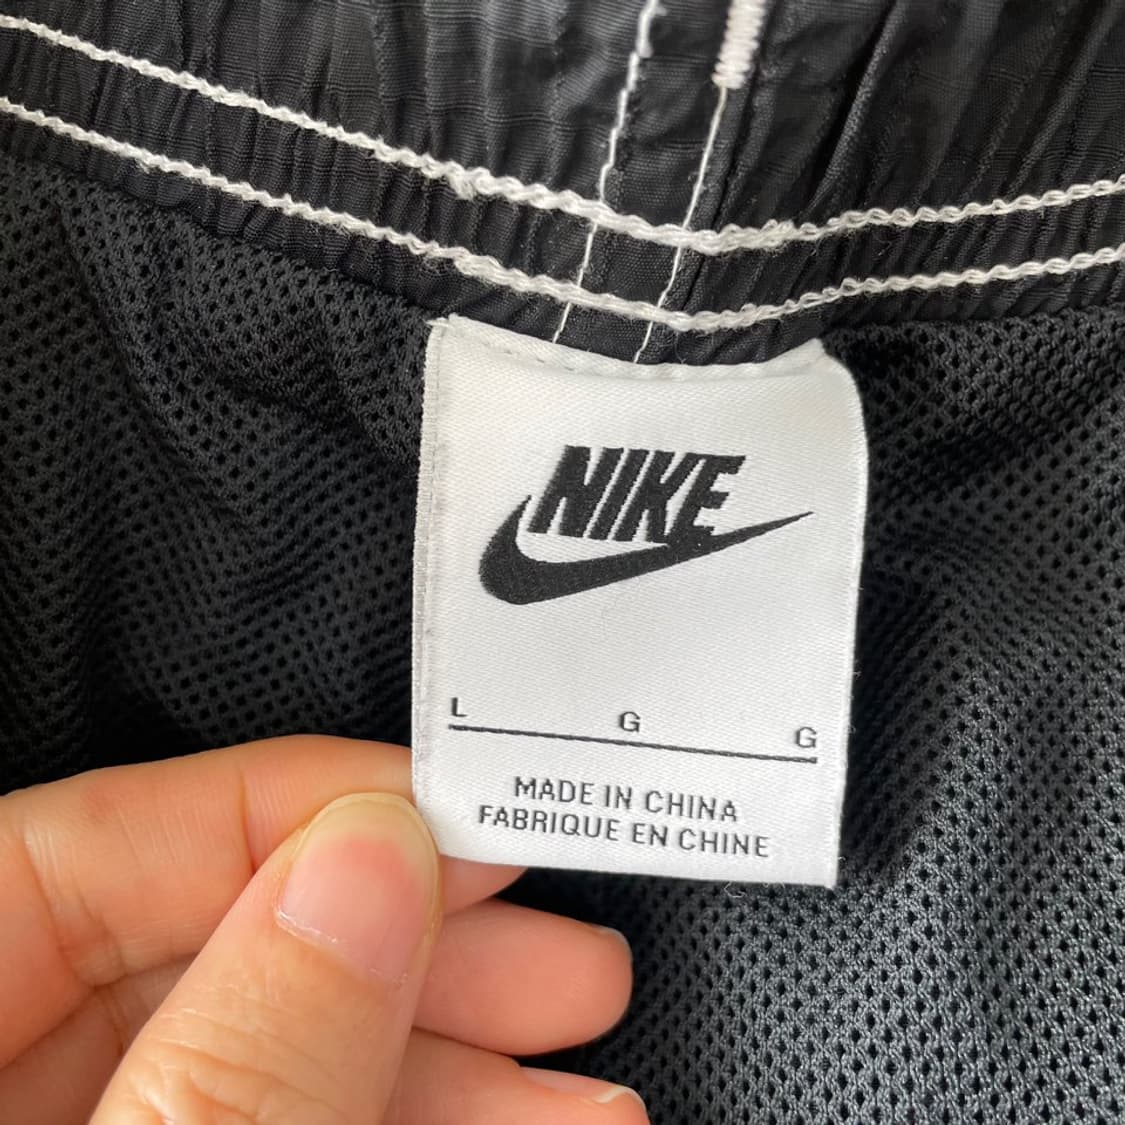 NIKE
L G G
MADE IN CHINA
FABRIQUE EN CHINE